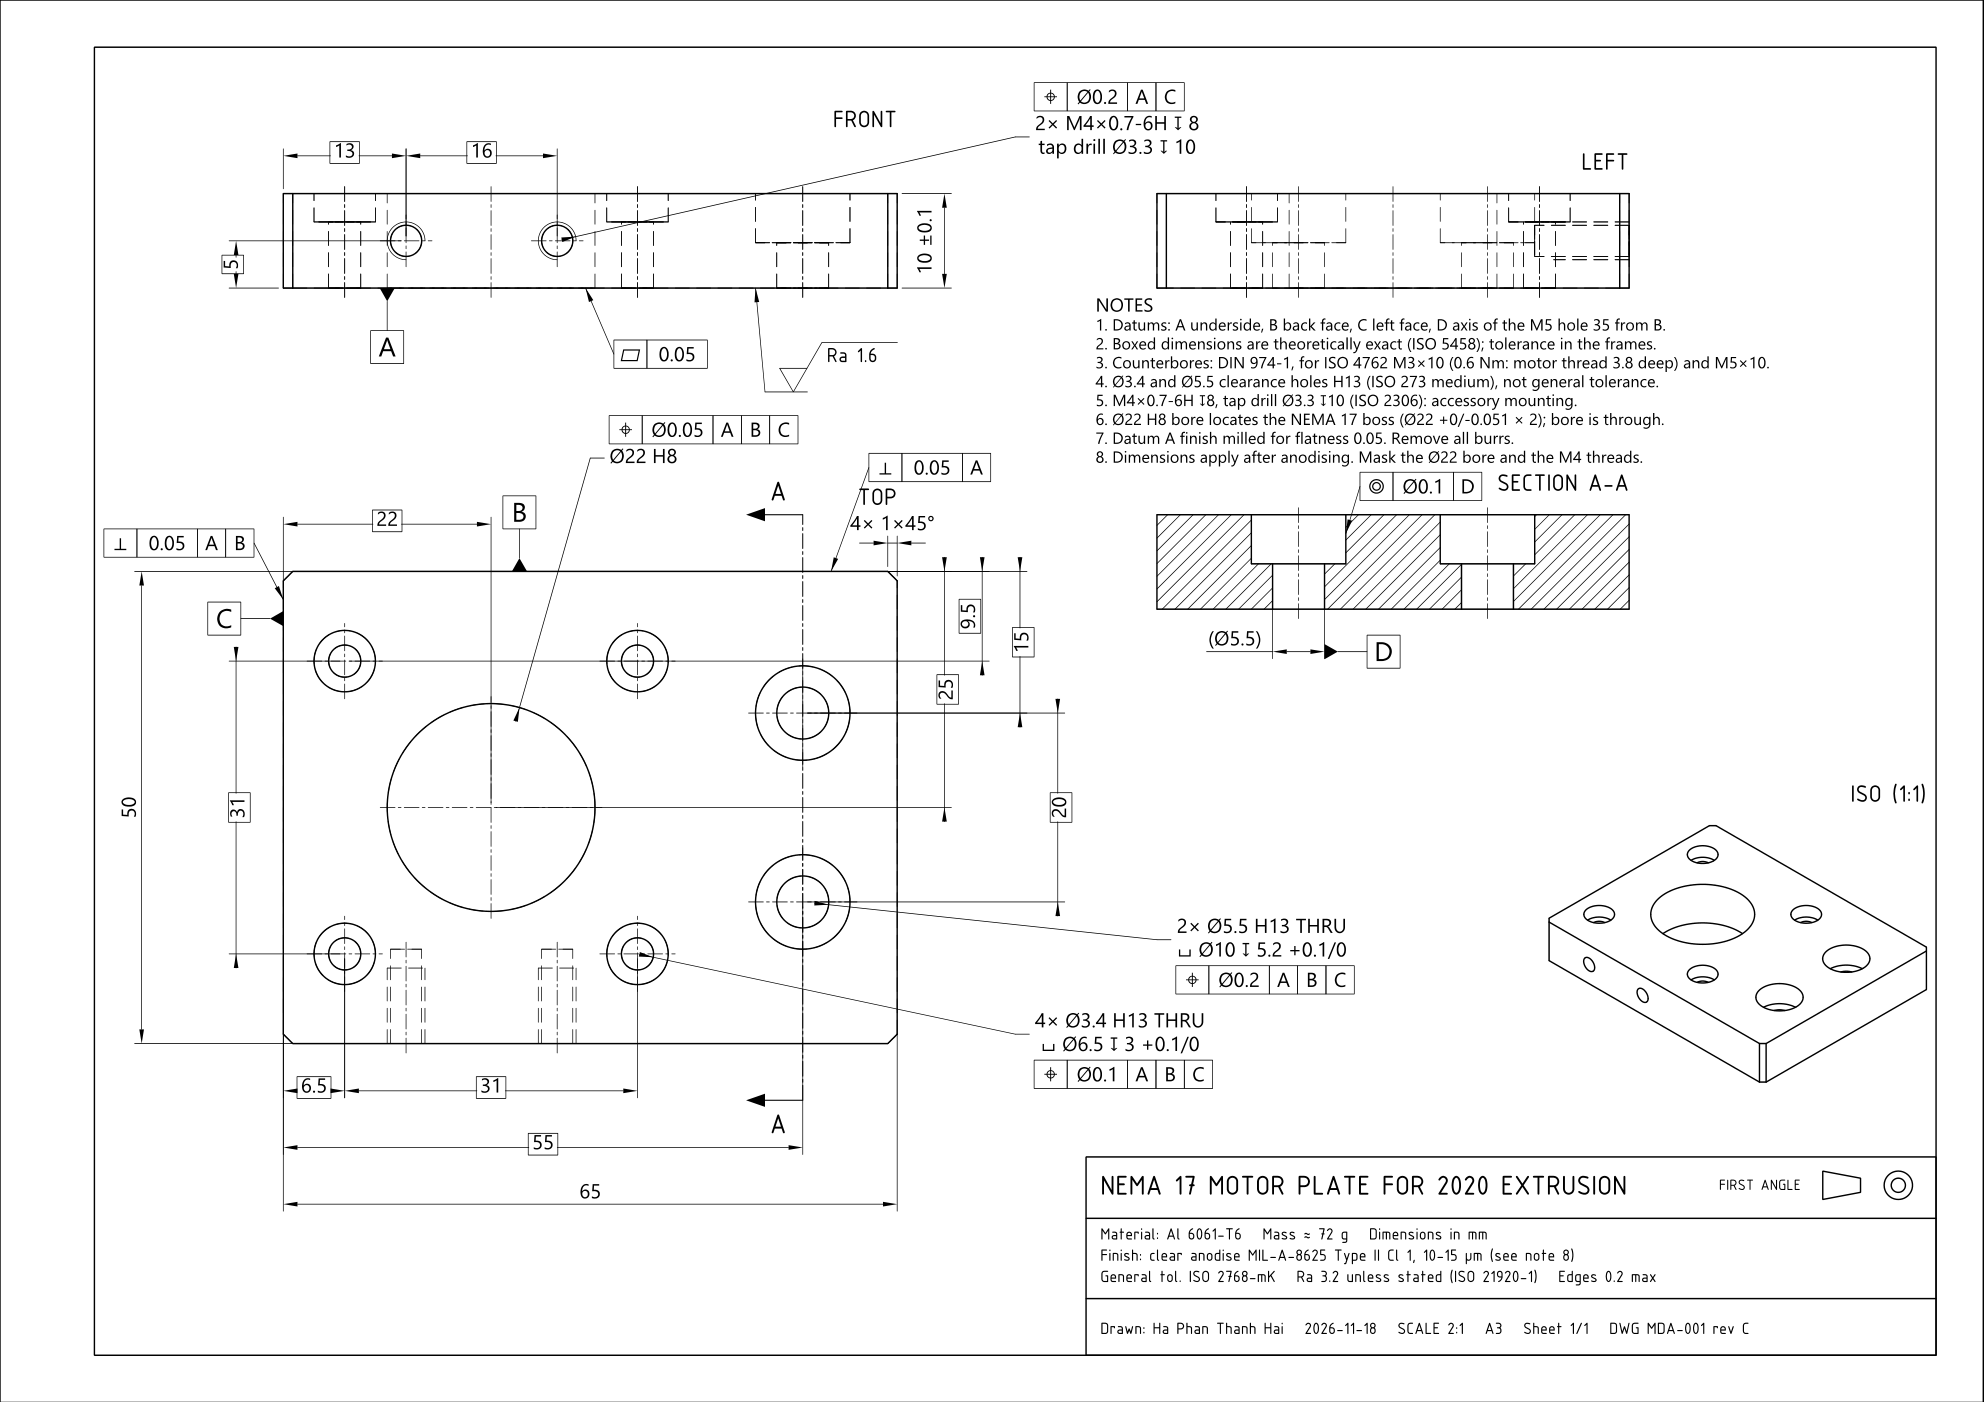 ⌖ Ø0.2 A C
2× M4×0.7-6H ↧ 8
tap drill Ø3.3 ↧ 10
FRONT
13
16
5
10 ±0.1
A
⏥ 0.05
Ra 1.6
LEFT
NOTES
1. Datums: A underside, B back face, C left face, D axis of the M5 hole 35 from B.
2. Boxed dimensions are theoretically exact (ISO 5458); tolerance in the frames.
3. Counterbores: DIN 974-1, for ISO 4762 M3×10 (0.6 Nm: motor thread 3.8 deep) and M5×10.
4. Ø3.4 and Ø5.5 clearance holes H13 (ISO 273 medium), not general tolerance.
5. M4×0.7-6H ↧8, tap drill Ø3.3 ↧10 (ISO 2306): accessory mounting.
6. Ø22 H8 bore locates the NEMA 17 boss (Ø22 +0/-0.051 × 2); bore is through.
7. Datum A finish milled for flatness 0.05. Remove all burrs.
8. Dimensions apply after anodising. Mask the Ø22 bore and the M4 threads.
⌖ Ø0.05 A B C
Ø22 H8
⟂ 0.05 A
TOP
4× 1×45°
A
B
22
⟂ 0.05 A B
C
50
31
9.5
15
25
20
6.5
31
A
55
65
◎ Ø0.1 D
SECTION A-A
(Ø5.5)
D
2× Ø5.5 H13 THRU
⌴ Ø10 ↧ 5.2 +0.1/0
⌖ Ø0.2 A B C
4× Ø3.4 H13 THRU
⌴ Ø6.5 ↧ 3 +0.1/0
⌖ Ø0.1 A B C
ISO (1:1)
NEMA 17 MOTOR PLATE FOR 2020 EXTRUSION
FIRST ANGLE
Material: Al 6061-T6 Mass ≈ 72 g Dimensions in mm
Finish: clear anodise MIL-A-8625 Type II Cl 1, 10-15 µm (see note 8)
General tol. ISO 2768-mK Ra 3.2 unless stated (ISO 21920-1) Edges 0.2 max
Drawn: Ha Phan Thanh Hai 2026-11-18 SCALE 2:1 A3 Sheet 1/1 DWG MDA-001 rev C